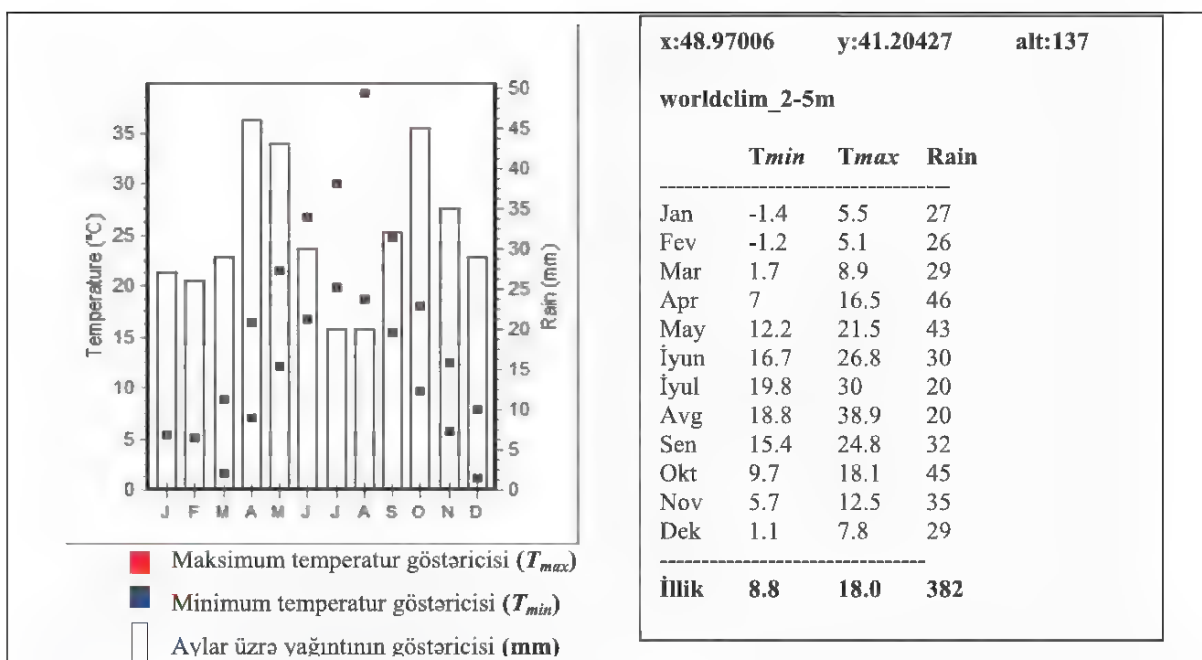 50
45
40
35
30
25
20
15
10
5
0
35
30
25
20
15
10
5
0
Temperature (°C)
Rain (mm)
J F M A M J J A S O N D
Maksimum temperatur göstəricisi (Tmax)
Minimum temperatur göstəricisi (Tmin)
Aylar üzrə yağıntının göstəricisi (mm)
x:48.97006 y:41.20427 alt:137
worldclim_2-5m
Tmin Tmax Rain
-----------------------------------
Jan -1.4 5.5 27
Fev -1.2 5.1 26
Mar 1.7 8.9 29
Apr 7 16.5 46
May 12.2 21.5 43
İyun 16.7 26.8 30
İyul 19.8 30 20
Avg 18.8 38.9 20
Sen 15.4 24.8 32
Okt 9.7 18.1 45
Nov 5.7 12.5 35
Dek 1.1 7.8 29
--------------------------------
İllik 8.8 18.0 382